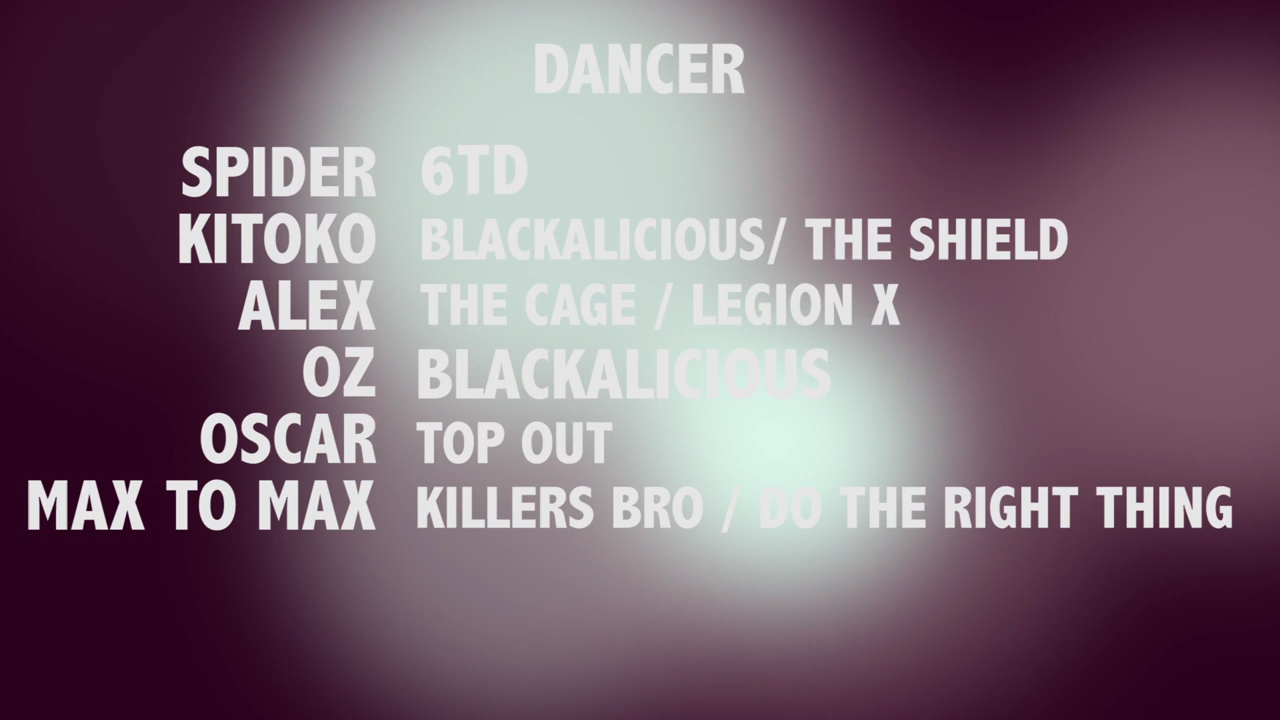 DANCER
SPIDER 6TD
KITOKO BLACKALICIOUS/ THE SHIELD
ALEX THE CAGE / LEGION X
OZ BLACKALICIOUS
OSCAR TOP OUT
MAX TO MAX KILLERS BRO / DO THE RIGHT THING